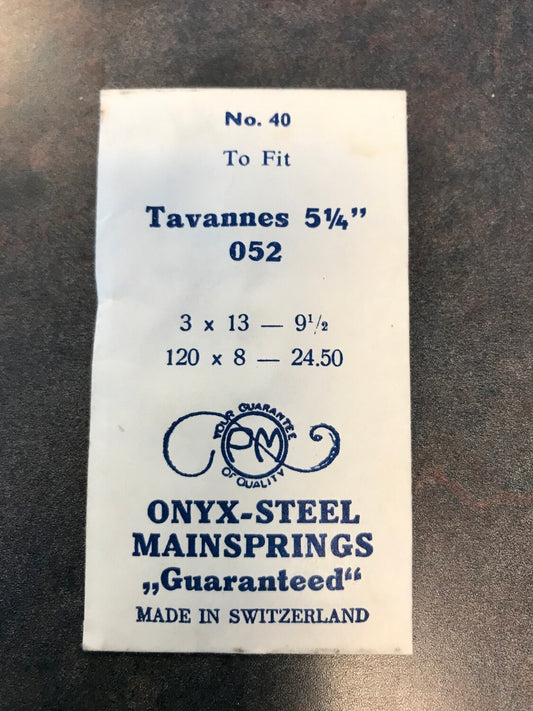 No. 40
To Fit
Tavannes 5¼”
052
3 x 13 — 9½
120 x 8 — 24.50
YOUR GUARANTEE
PM
OF QUALITY
ONYX-STEEL
MAINSPRINGS
„Guaranteed“
MADE IN SWITZERLAND